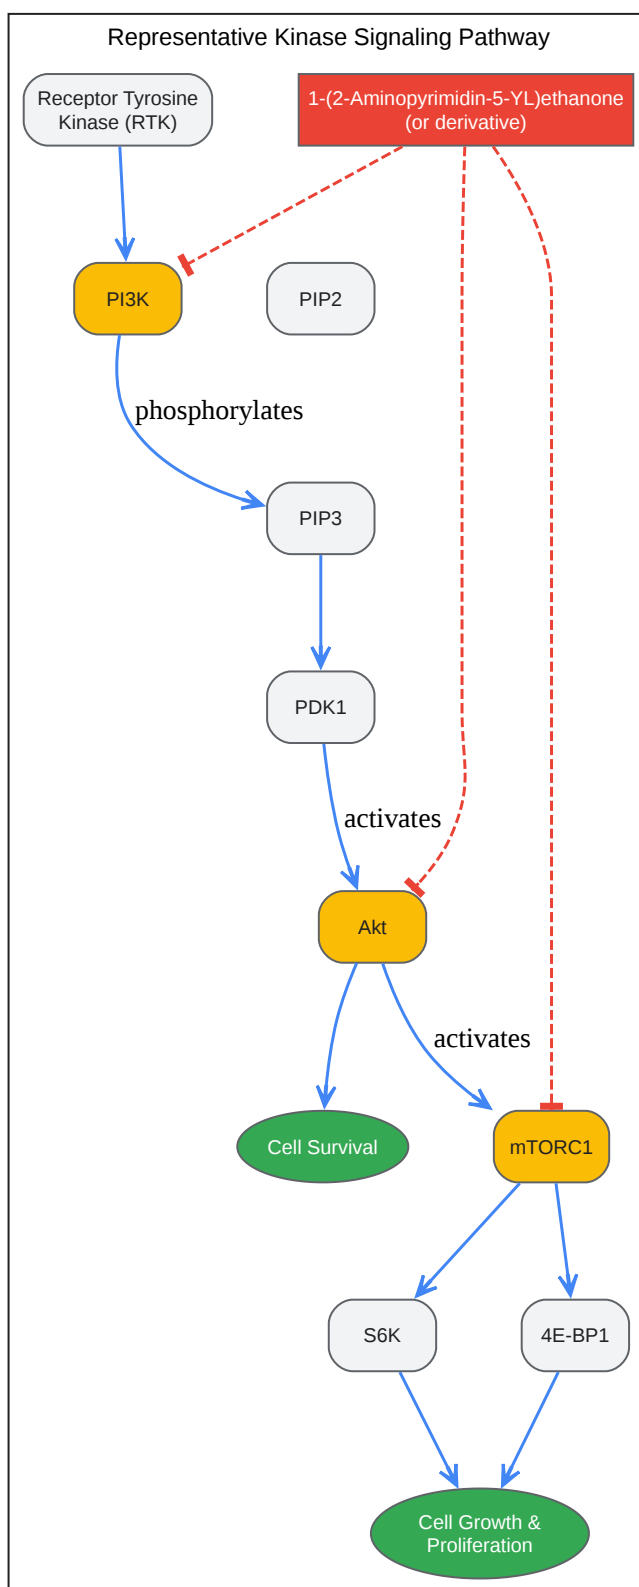 Representative Kinase Signaling Pathway
Receptor Tyrosine
Kinase (RTK)
1-(2-Aminopyrimidin-5-YL)ethanone
(or derivative)
PI3K
PIP2
phosphorylates
PIP3
PDK1
activates
Akt
activates
Cell Survival
mTORC1
S6K
4E-BP1
Cell Growth &
Proliferation